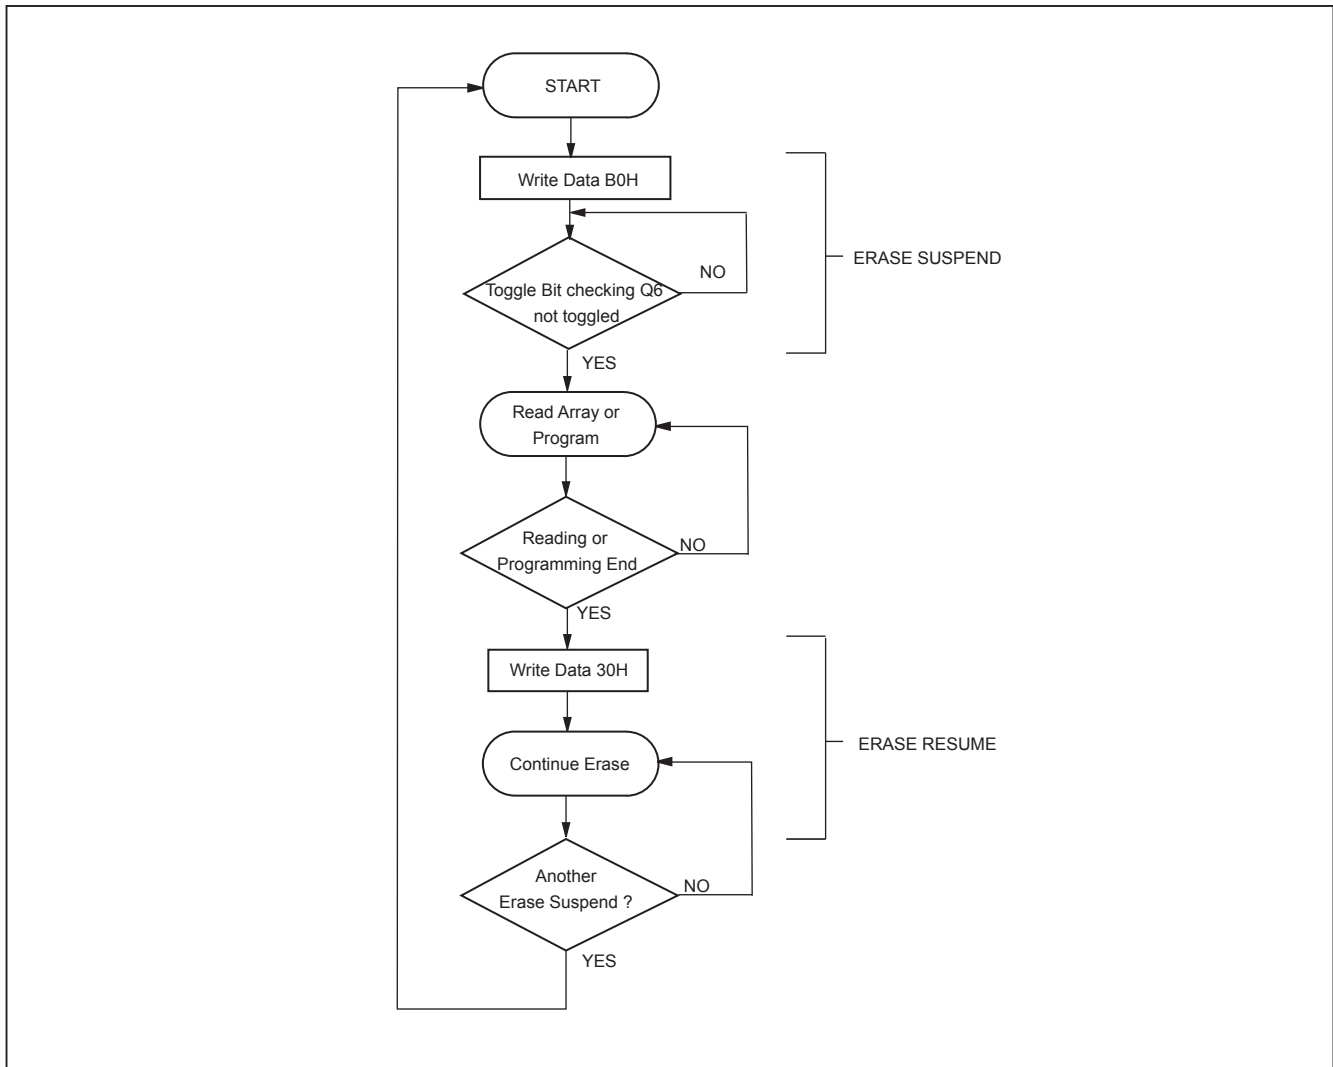 START
Write Data B0H
ERASE SUSPEND
NO
Toggle Bit checking Q6
not toggled
YES
Read Array or
Program
Reading or
NO
Programming End
YES
Write Data 30H
ERASE RESUME
Continue Erase
Another
NO
Erase Suspend ?
YES